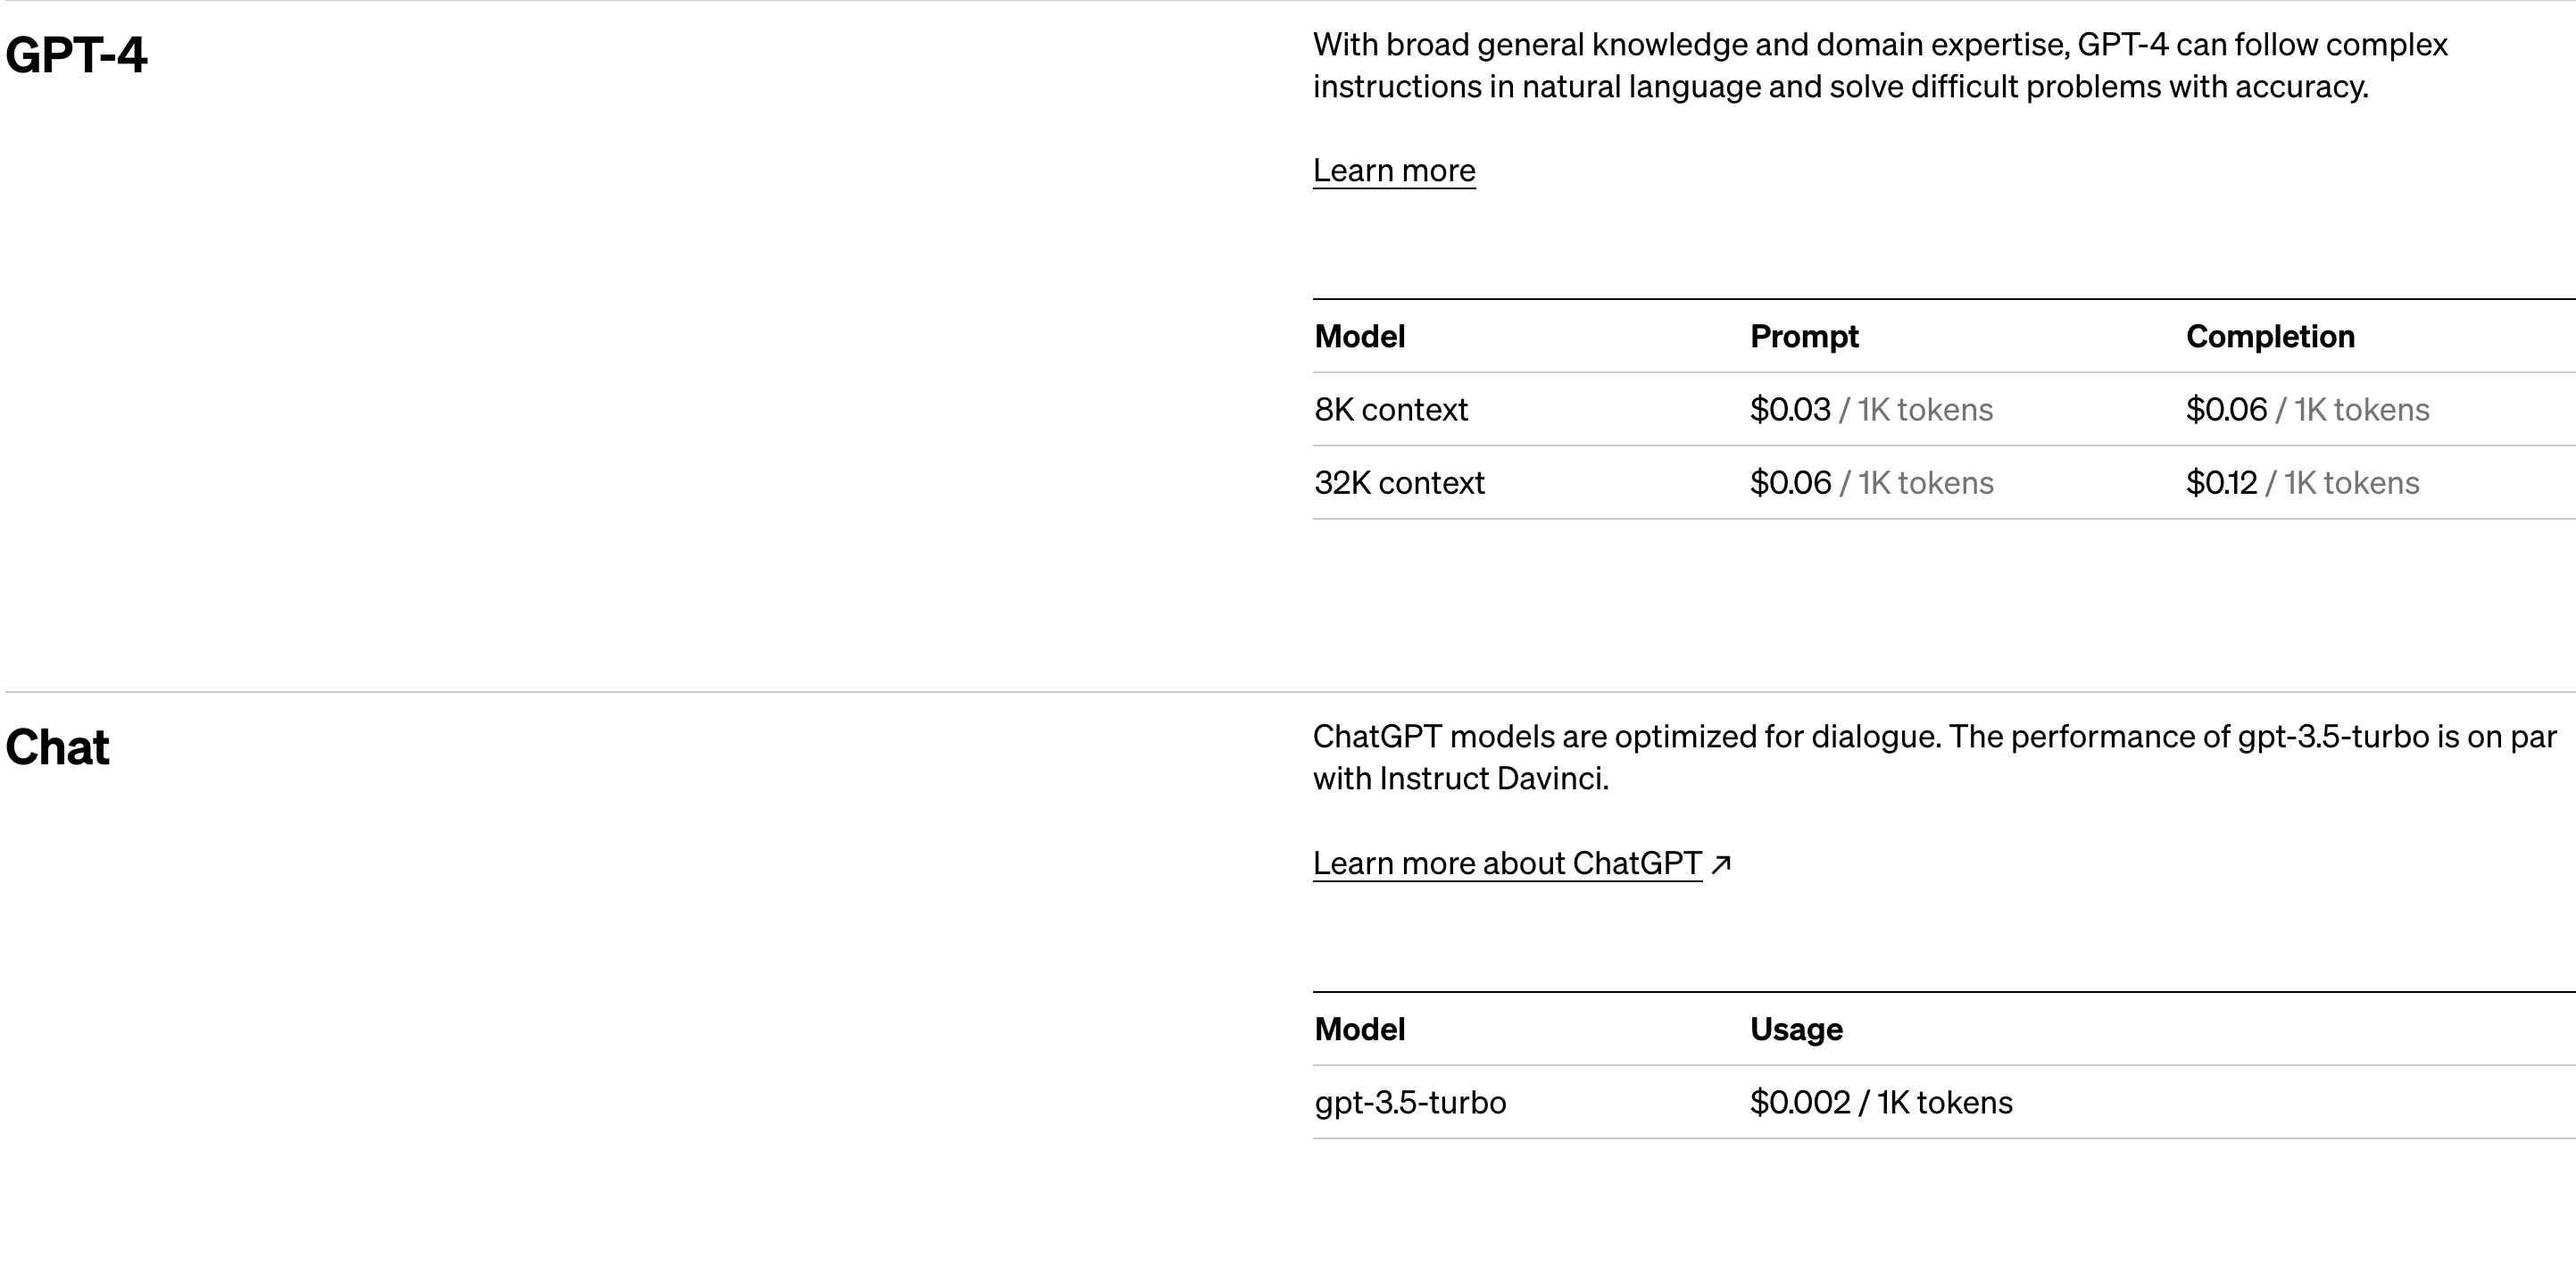 GPT-4
With broad general knowledge and domain expertise, GPT-4 can follow complex
instructions in natural language and solve difficult problems with accuracy.
Learn more
Model Prompt Completion
8K context $0.03 / 1K tokens $0.06 / 1K tokens
32K context $0.06 / 1K tokens $0.12 / 1K tokens
Chat
ChatGPT models are optimized for dialogue. The performance of gpt-3.5-turbo is on par
with Instruct Davinci.
Learn more about ChatGPT ↗
Model Usage
gpt-3.5-turbo $0.002 / 1K tokens